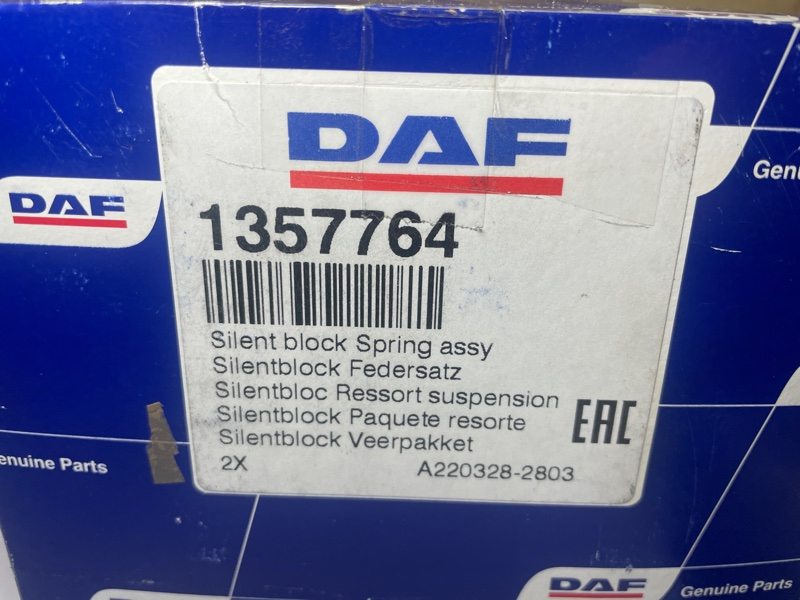 DAF
Genu
DAF
1357764
Silent block Spring assy
Silentblock Federsatz
Silentbloc Ressort suspension
Silentblock Paquete resorte
Silentblock Veerpakket
EAC
2X A220328-2803
enuine Parts
DAF
Genuine Parts